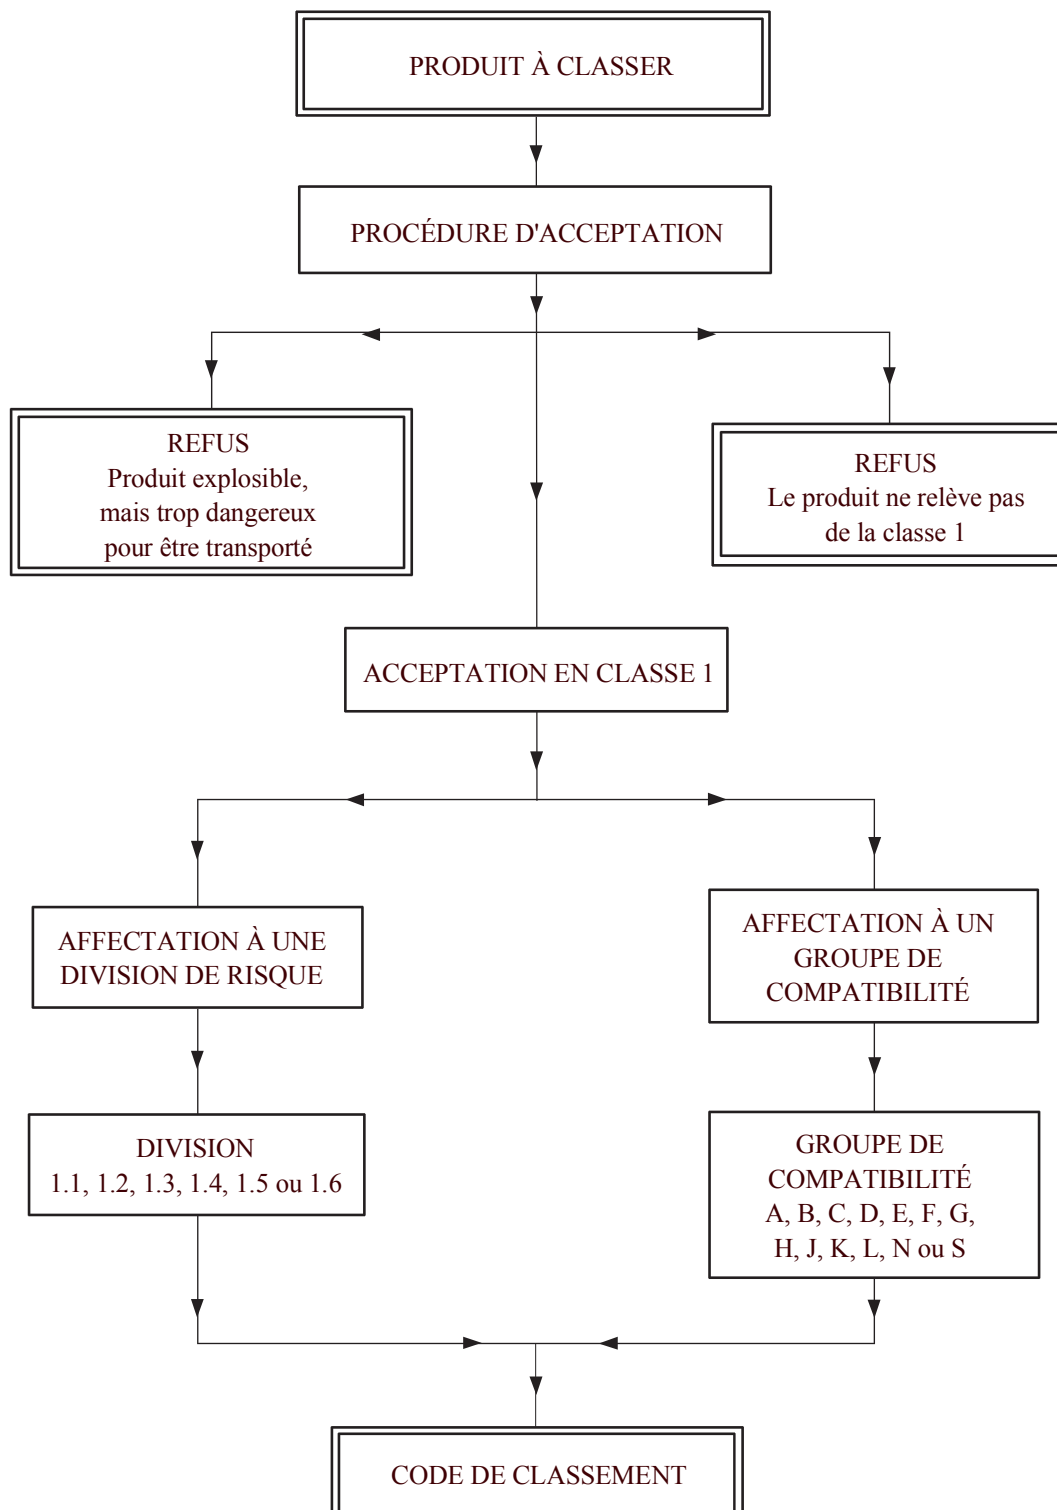 PRODUIT À CLASSER
PROCÉDURE D'ACCEPTATION
REFUS
Produit explosible,
mais trop dangereux
pour être transporté
REFUS
Le produit ne relève pas
de la classe 1
ACCEPTATION EN CLASSE 1
AFFECTATION À UNE
DIVISION DE RISQUE
AFFECTATION À UN
GROUPE DE
COMPATIBILITÉ
DIVISION
1.1, 1.2, 1.3, 1.4, 1.5 ou 1.6
GROUPE DE
COMPATIBILITÉ
A, B, C, D, E, F, G,
H, J, K, L, N ou S
CODE DE CLASSEMENT